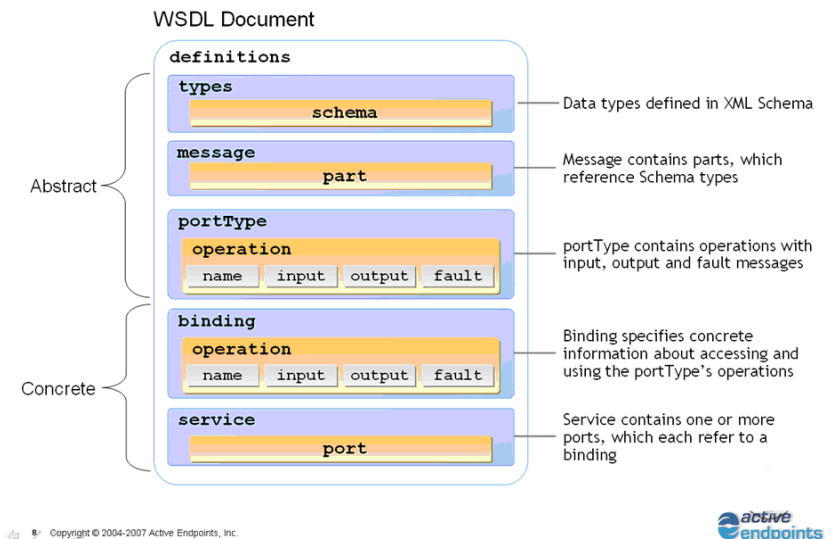 WSDL Document
definitions
types
schema
Data types defined in XML Schema
message
part
Message contains parts, which
reference Schema types
Abstract
portType
operation
name input output fault
portType contains operations with
input, output and fault messages
binding
operation
name input output fault
Binding specifies concrete
information about accessing and
using the portType's operations
Concrete
service
port
Service contains one or more
ports, which each refer to a
binding
8 Copyright © 2004-2007 Active Endpoints, Inc.
active
endpoints